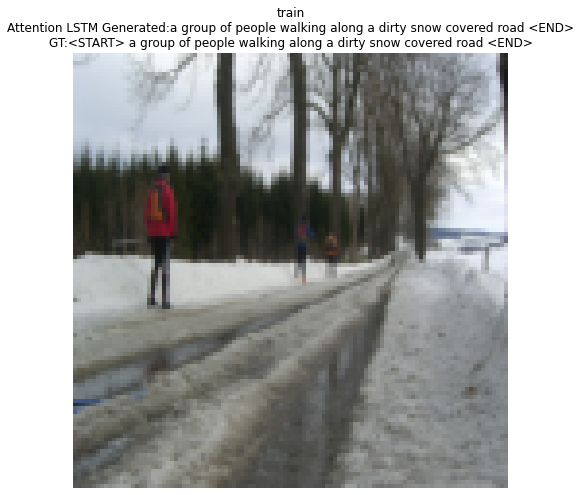 train
Attention LSTM Generated:a group of people walking along a dirty snow covered road <END>
GT:<START> a group of people walking along a dirty snow covered road <END>